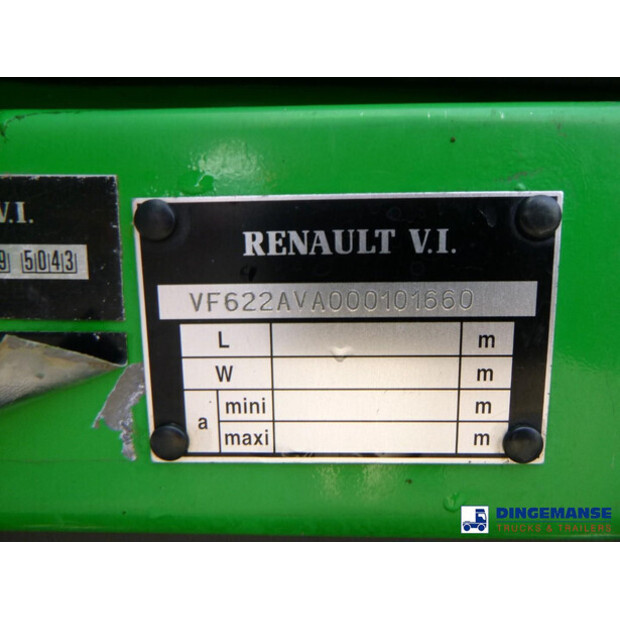 V.I.
9 5043
RENAULT V.I.
VF622AVA000101660
L m
W m
a mini m
maxi m
DINGEMANSE
TRUCKS & TRAILERS